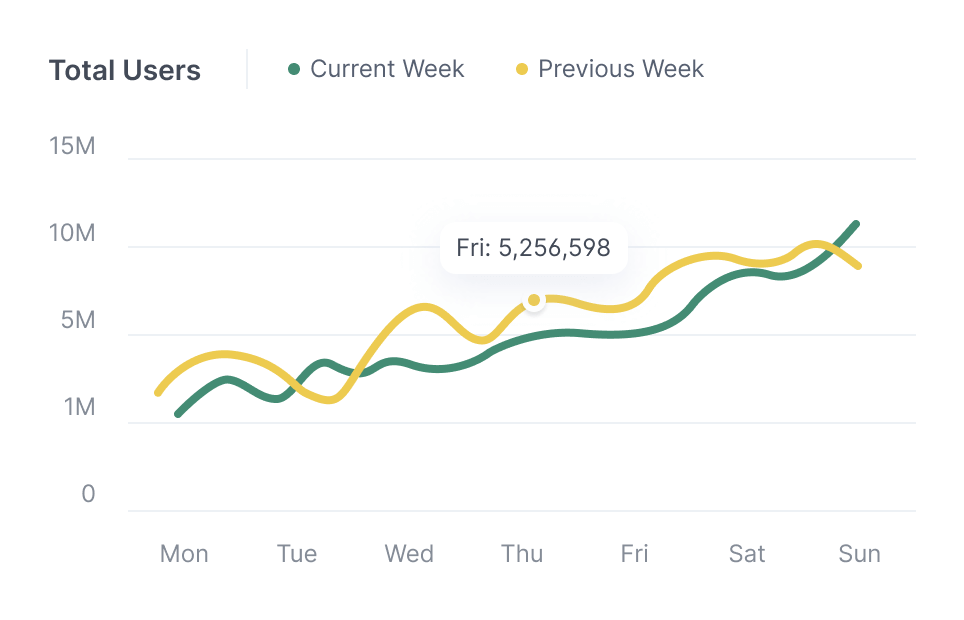 Total Users
Current Week
Previous Week
15M
10M
Fri: 5,256,598
5M
1M
0
Mon Tue Wed Thu Fri Sat Sun